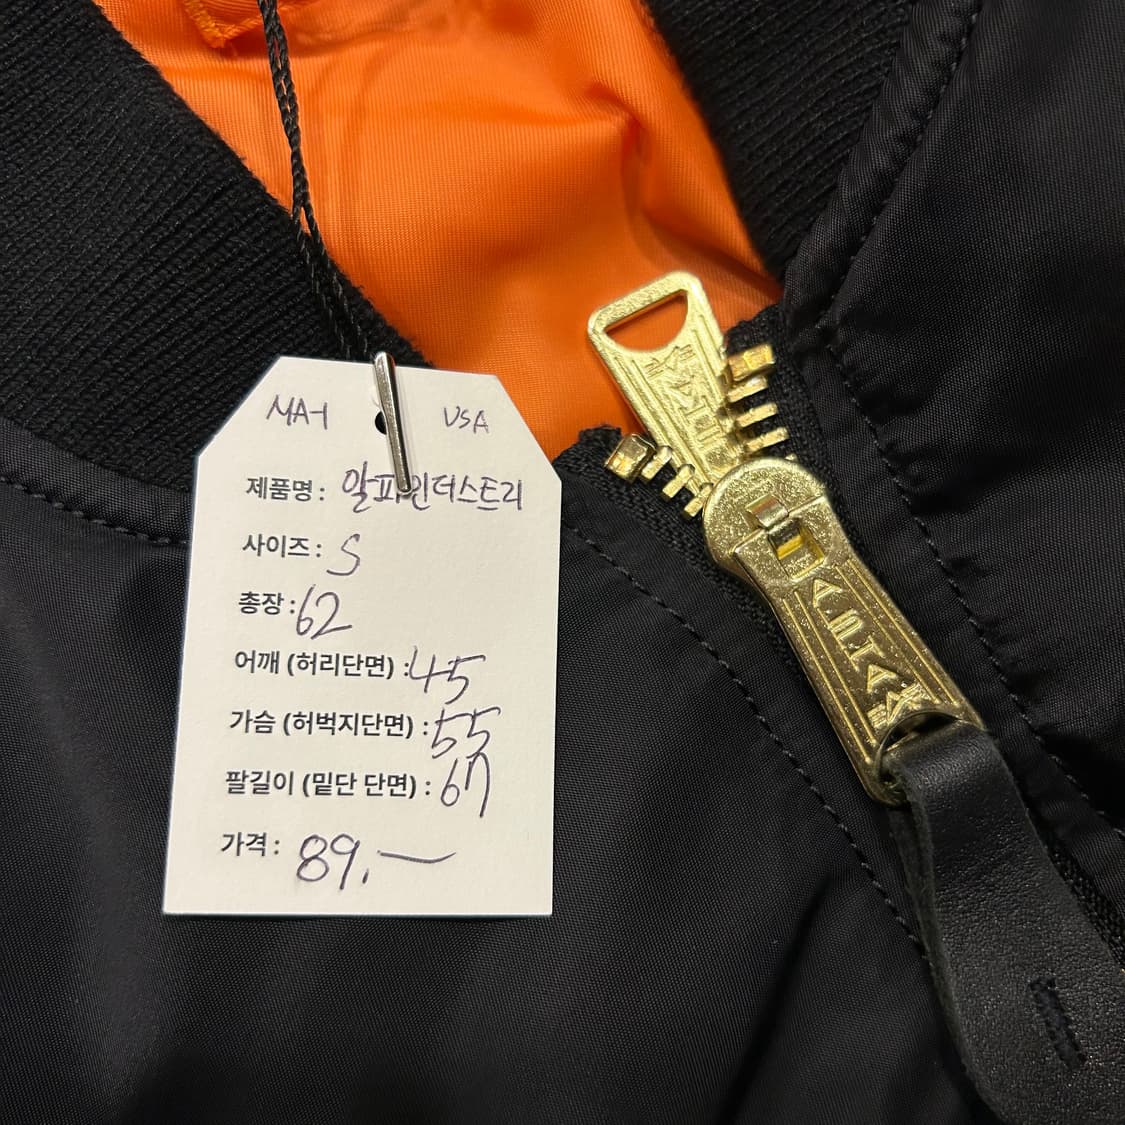 MA-1 USA
제품명 : 알파인더스트리
사이즈 : S
총장 : 62
어깨 (허리단면) : 45
가슴 (허벅지단면) : 55
팔길이 (밑단 단면) : 67
가격 : 89.—